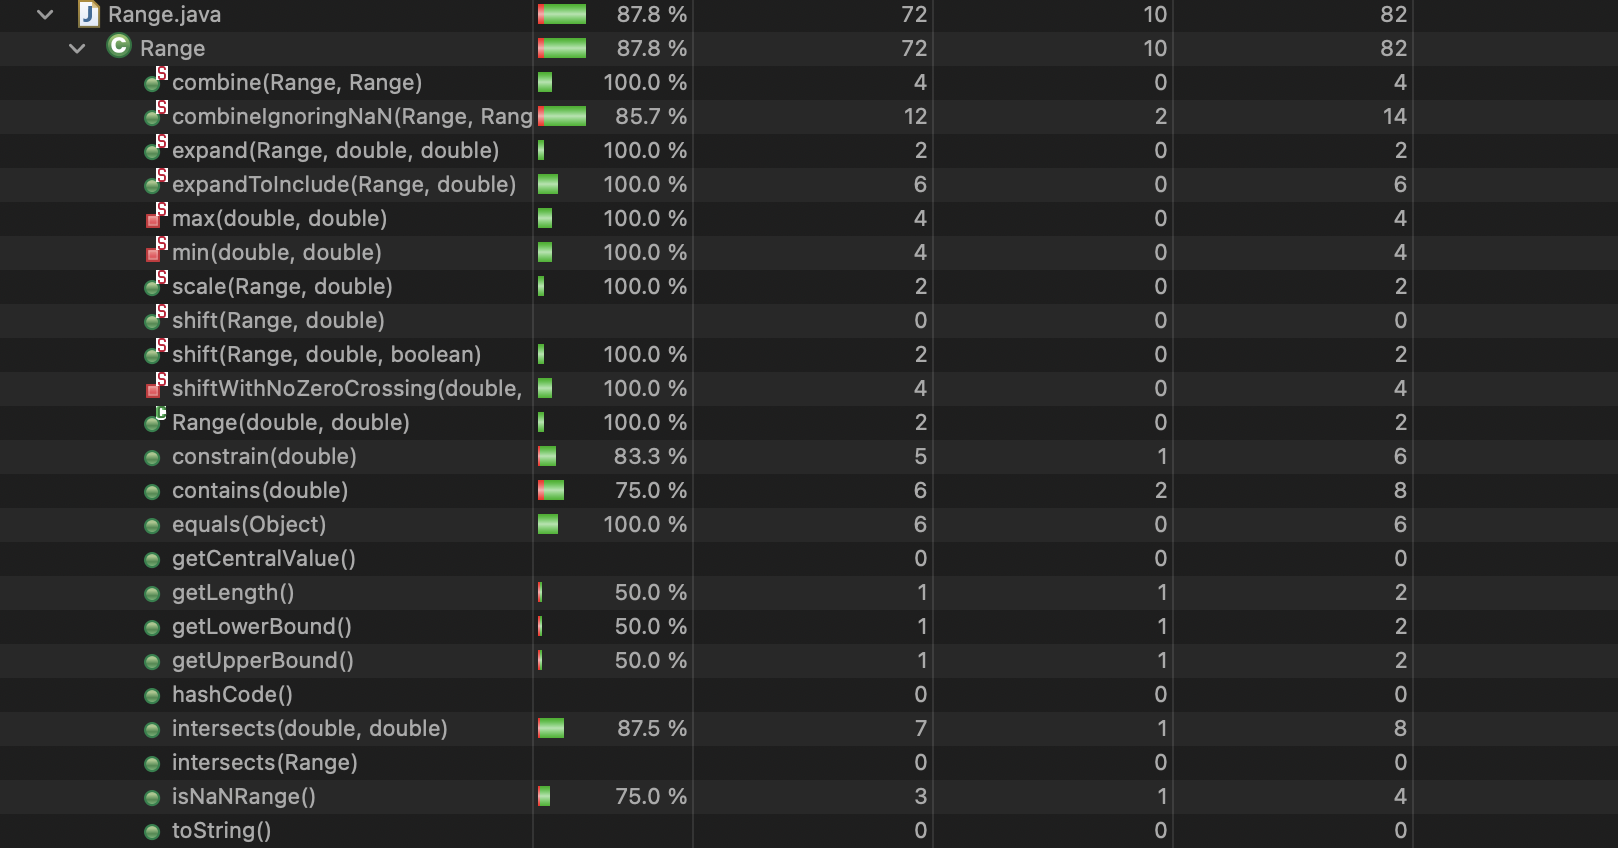 J Range.java 87.8 % 72 10 82
C Range 87.8 % 72 10 82
S combine(Range, Range) 100.0 % 4 0 4
S combineIgnoringNaN(Range, Rang 85.7 % 12 2 14
S expand(Range, double, double) 100.0 % 2 0 2
S expandToInclude(Range, double) 100.0 % 6 0 6
S max(double, double) 100.0 % 4 0 4
S min(double, double) 100.0 % 4 0 4
S scale(Range, double) 100.0 % 2 0 2
S shift(Range, double) 0 0 0
S shift(Range, double, boolean) 100.0 % 2 0 2
S shiftWithNoZeroCrossing(double, 100.0 % 4 0 4
C Range(double, double) 100.0 % 2 0 2
constrain(double) 83.3 % 5 1 6
contains(double) 75.0 % 6 2 8
equals(Object) 100.0 % 6 0 6
getCentralValue() 0 0 0
getLength() 50.0 % 1 1 2
getLowerBound() 50.0 % 1 1 2
getUpperBound() 50.0 % 1 1 2
hashCode() 0 0 0
intersects(double, double) 87.5 % 7 1 8
intersects(Range) 0 0 0
isNaNRange() 75.0 % 3 1 4
toString() 0 0 0